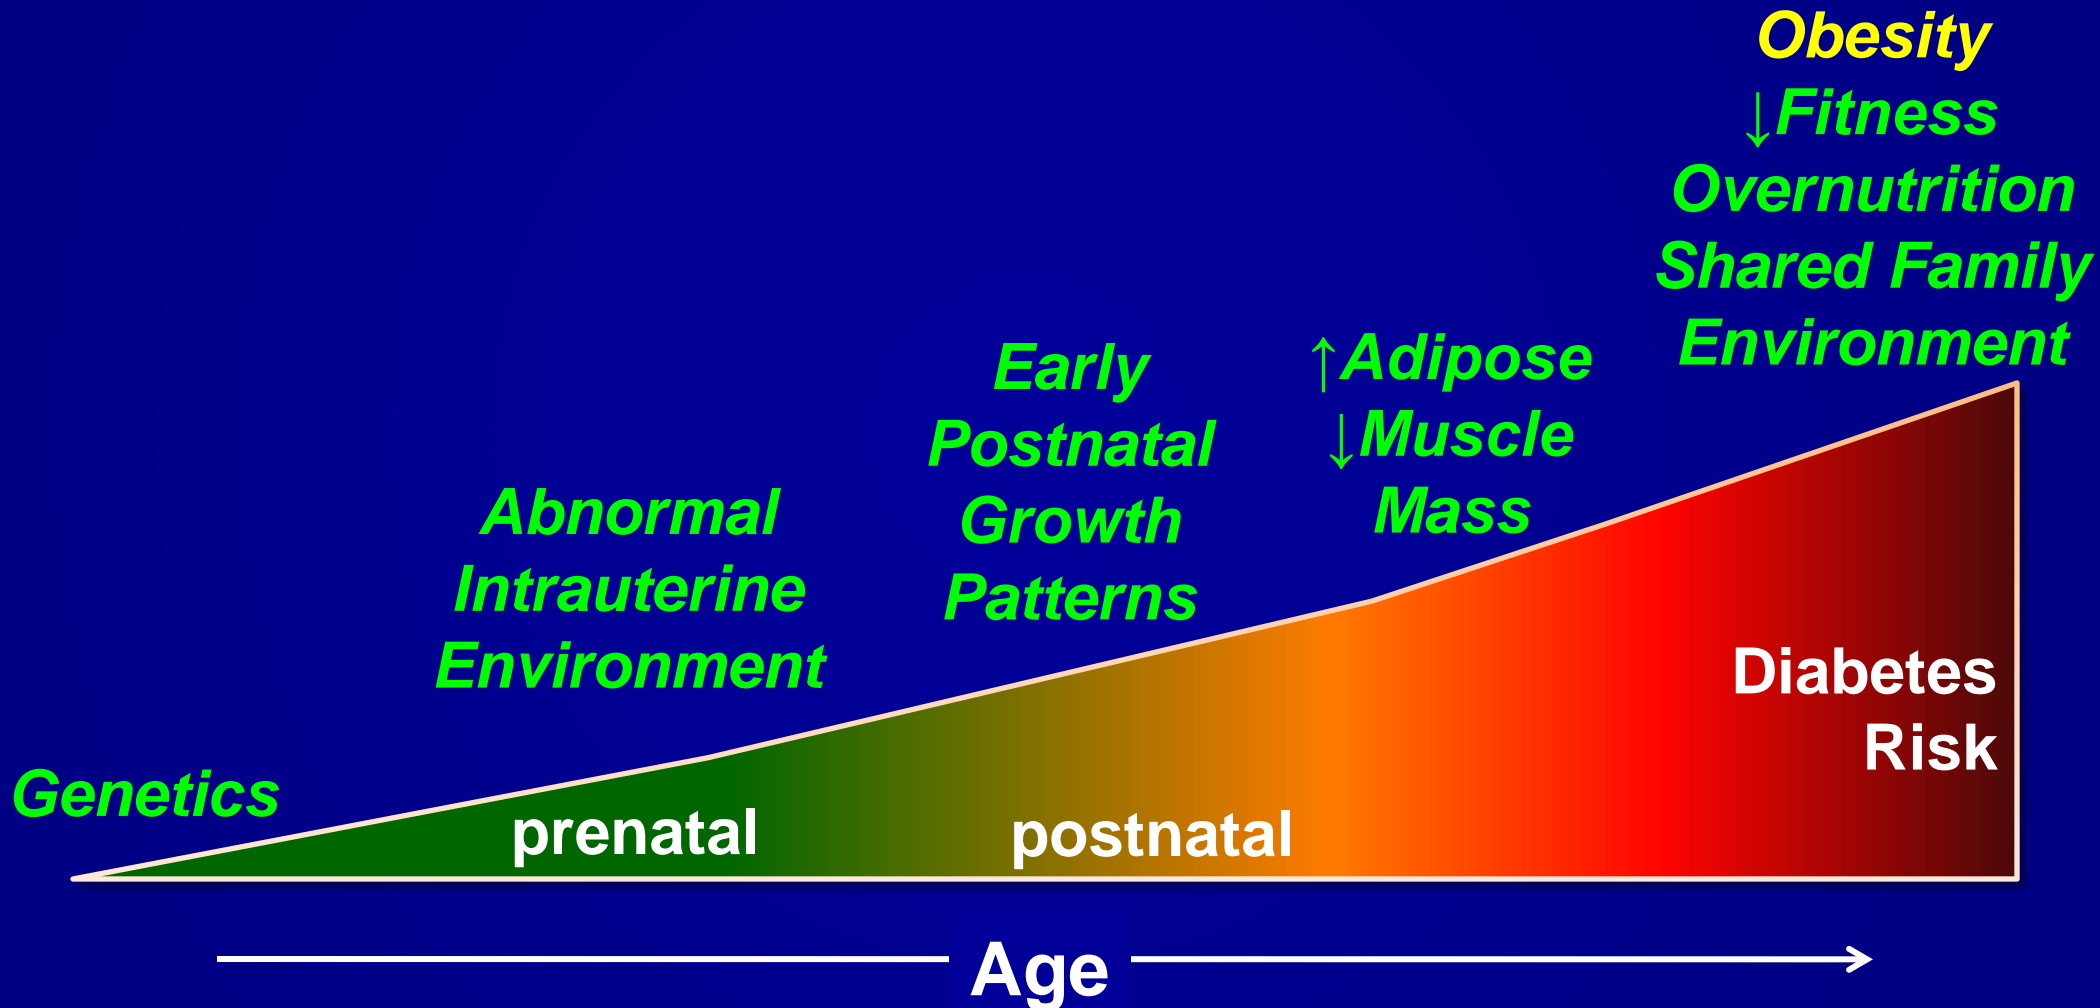 Genetics
Abnormal
Intrauterine
Environment
Early
Postnatal
Growth
Patterns
↑Adipose
↓Muscle
Mass
Obesity
↓Fitness
Overnutrition
Shared Family
Environment
prenatal
postnatal
Diabetes
Risk
Age